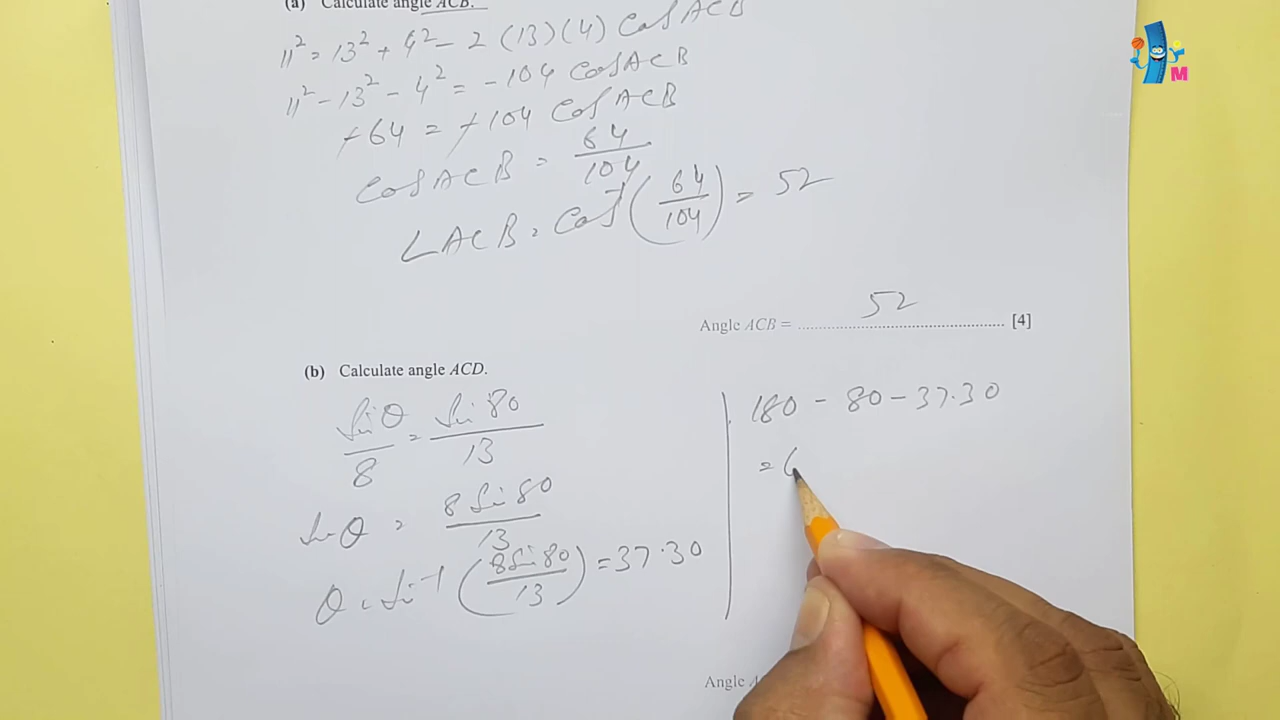 (a) Calculate angle ACB.
11² = 13² + 4² - 2 (13)(4) Cos ACB
11² - 13² - 4² = - 104 Cos ACB
-64 = -104 Cos ACB
Cos ACB = 64/104
∠ACB = Cos⁻¹ (64/104) = 52
52
Angle ACB = ........................................ [4]
(b) Calculate angle ACD.
Sin θ/8 = Sin 80/13
Sin θ = 8 Sin 80/13
θ = Sin⁻¹ (8 Sin 80/13) = 37.30
180 - 80 - 37.30
= 6
Angle A
M